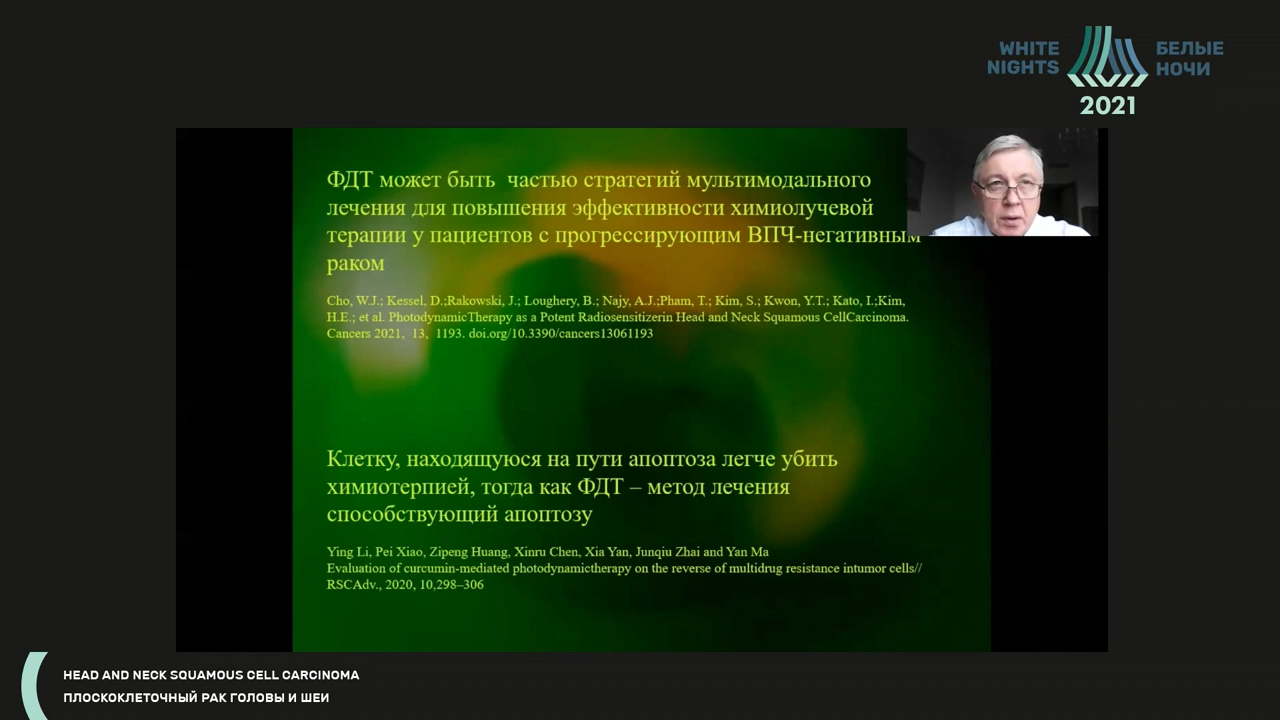 WHITE NIGHTS
БЕЛЫЕ НОЧИ
2021
ФДТ может быть частью стратегий мультимодального
лечения для повышения эффективности химиолучевой
терапии у пациентов с прогрессирующим ВПЧ-негативным
раком
Cho, W.J.; Kessel, D.;Rakowski, J.; Loughery, B.; Najy, A.J.;Pham, T.; Kim, S.; Kwon, Y.T.; Kato, I.;Kim,
H.E.; et al. PhotodynamicTherapy as a Potent Radiosensitizerin Head and Neck Squamous CellCarcinoma.
Cancers 2021, 13, 1193. doi.org/10.3390/cancers13061193
Клетку, находящуюся на пути апоптоза легче убить
химиотерпией, тогда как ФДТ – метод лечения
способствующий апоптозу
Ying Li, Pei Xiao, Zipeng Huang, Xinru Chen, Xia Yan, Junqiu Zhai and Yan Ma
Evaluation of curcumin-mediated photodynamictherapy on the reverse of multidrug resistance intumor cells//
RSCAdv., 2020, 10,298–306
HEAD AND NECK SQUAMOUS CELL CARCINOMA
ПЛОСКОКЛЕТОЧНЫЙ РАК ГОЛОВЫ И ШЕИ